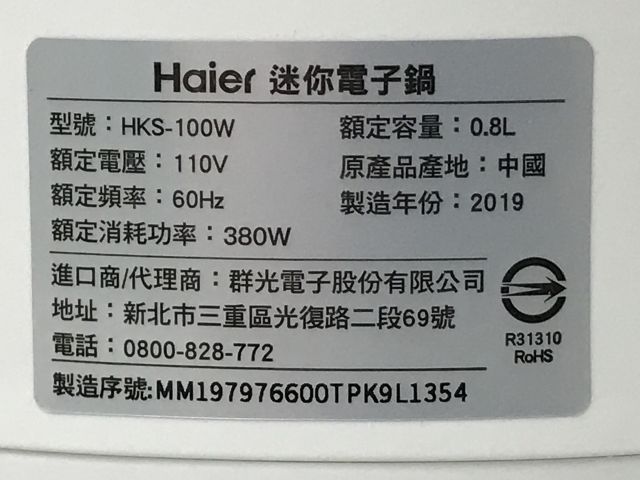 Haier 迷你電子鍋
型號：HKS-100W 額定容量：0.8L
額定電壓：110V 原產品產地：中國
額定頻率：60Hz 製造年份：2019
額定消耗功率：380W
進口商/代理商：群光電子股份有限公司
地址：新北市三重區光復路二段69號
電話：0800-828-772
R31310
RoHS
製造序號:MM197976600TPK9L1354